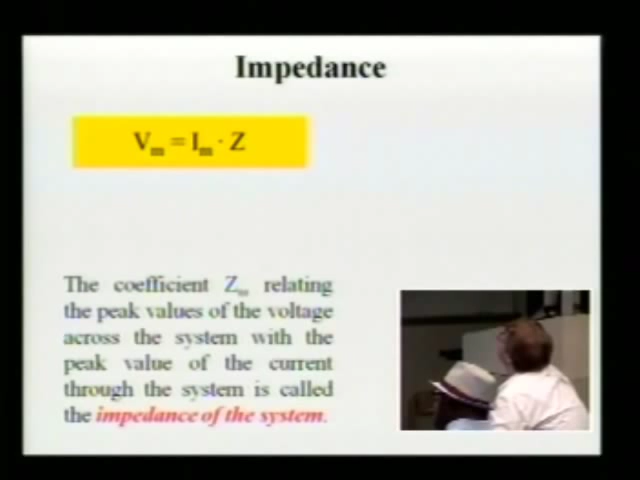 Impedance
Vₘ = Iₘ · Z
The coefficient Zₘ relating
the peak values of the voltage
across the system with the
peak value of the current
through the system is called
the impedance of the system.